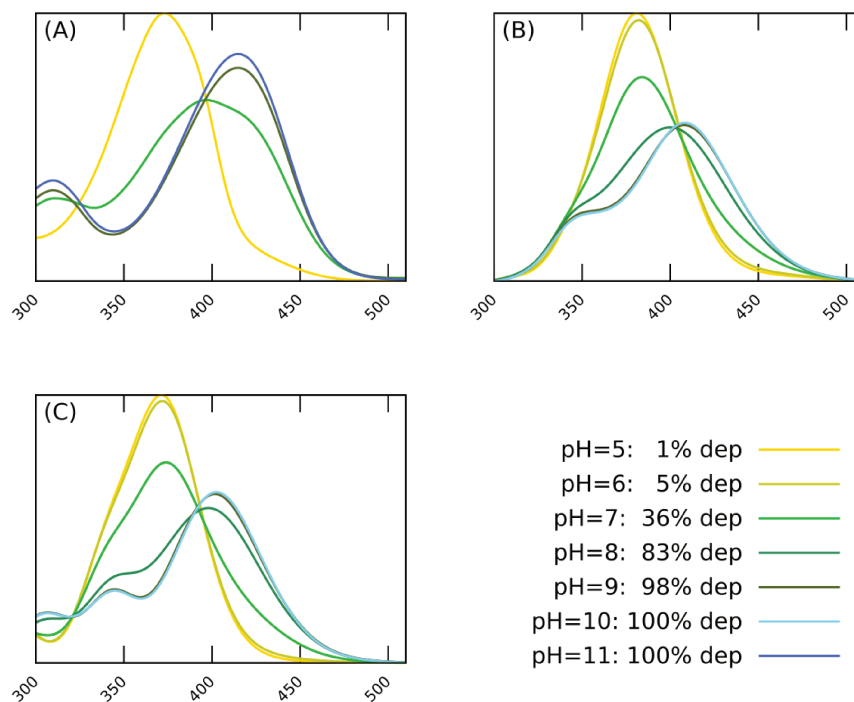 (A)
(B)
300 350 400 450 500
300 350 400 450 500
(C)
300 350 400 450 500
pH=5: 1% dep
pH=6: 5% dep
pH=7: 36% dep
pH=8: 83% dep
pH=9: 98% dep
pH=10: 100% dep
pH=11: 100% dep